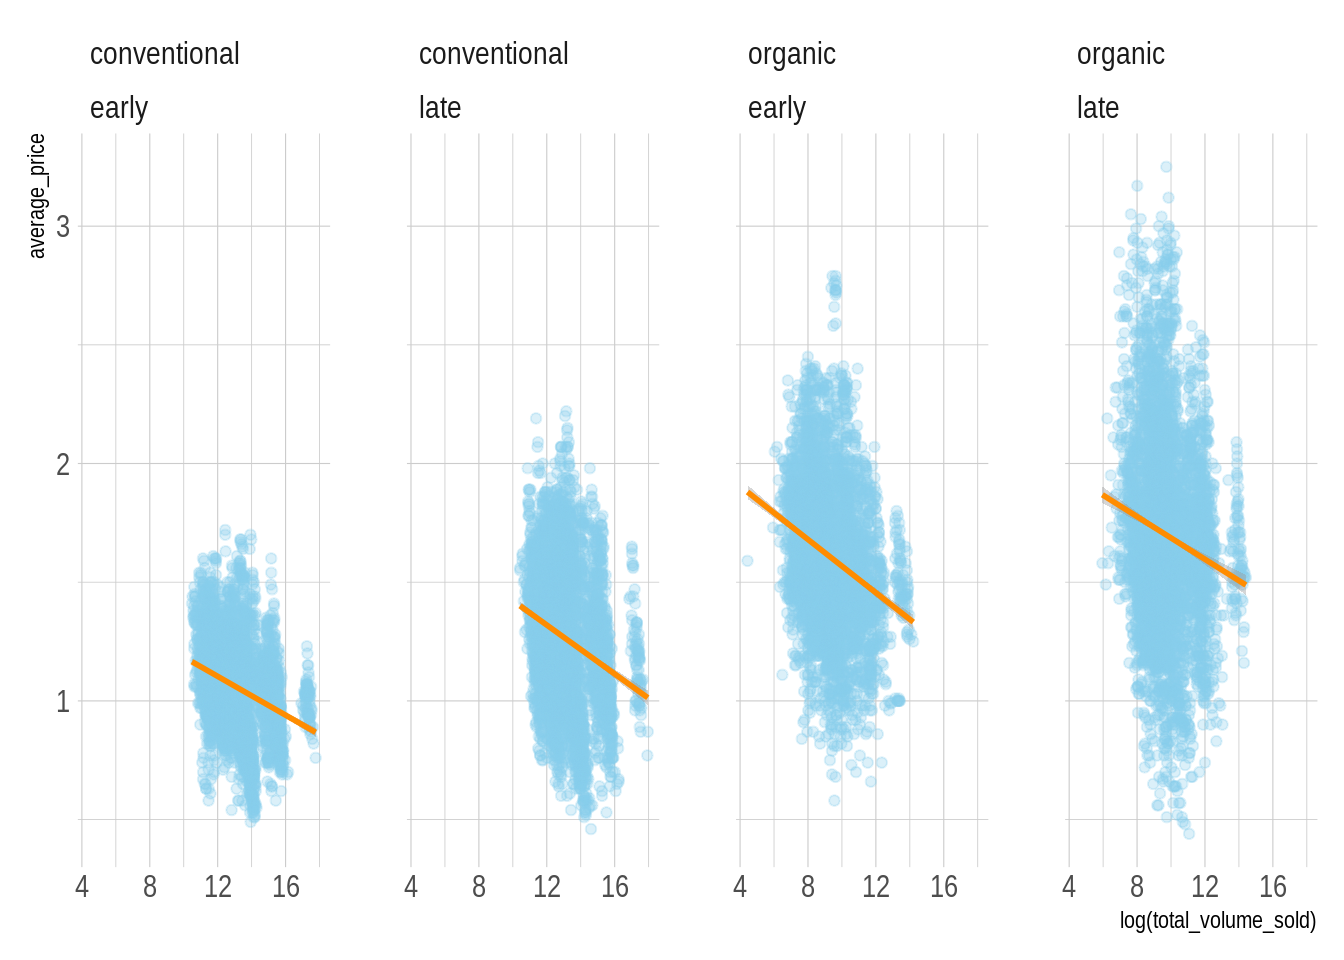 conventional
conventional
organic
organic
early
late
early
late
average_price
3
2
1
4 8 12 16
4 8 12 16
4 8 12 16
4 8 12 16
log(total_volume_sold)